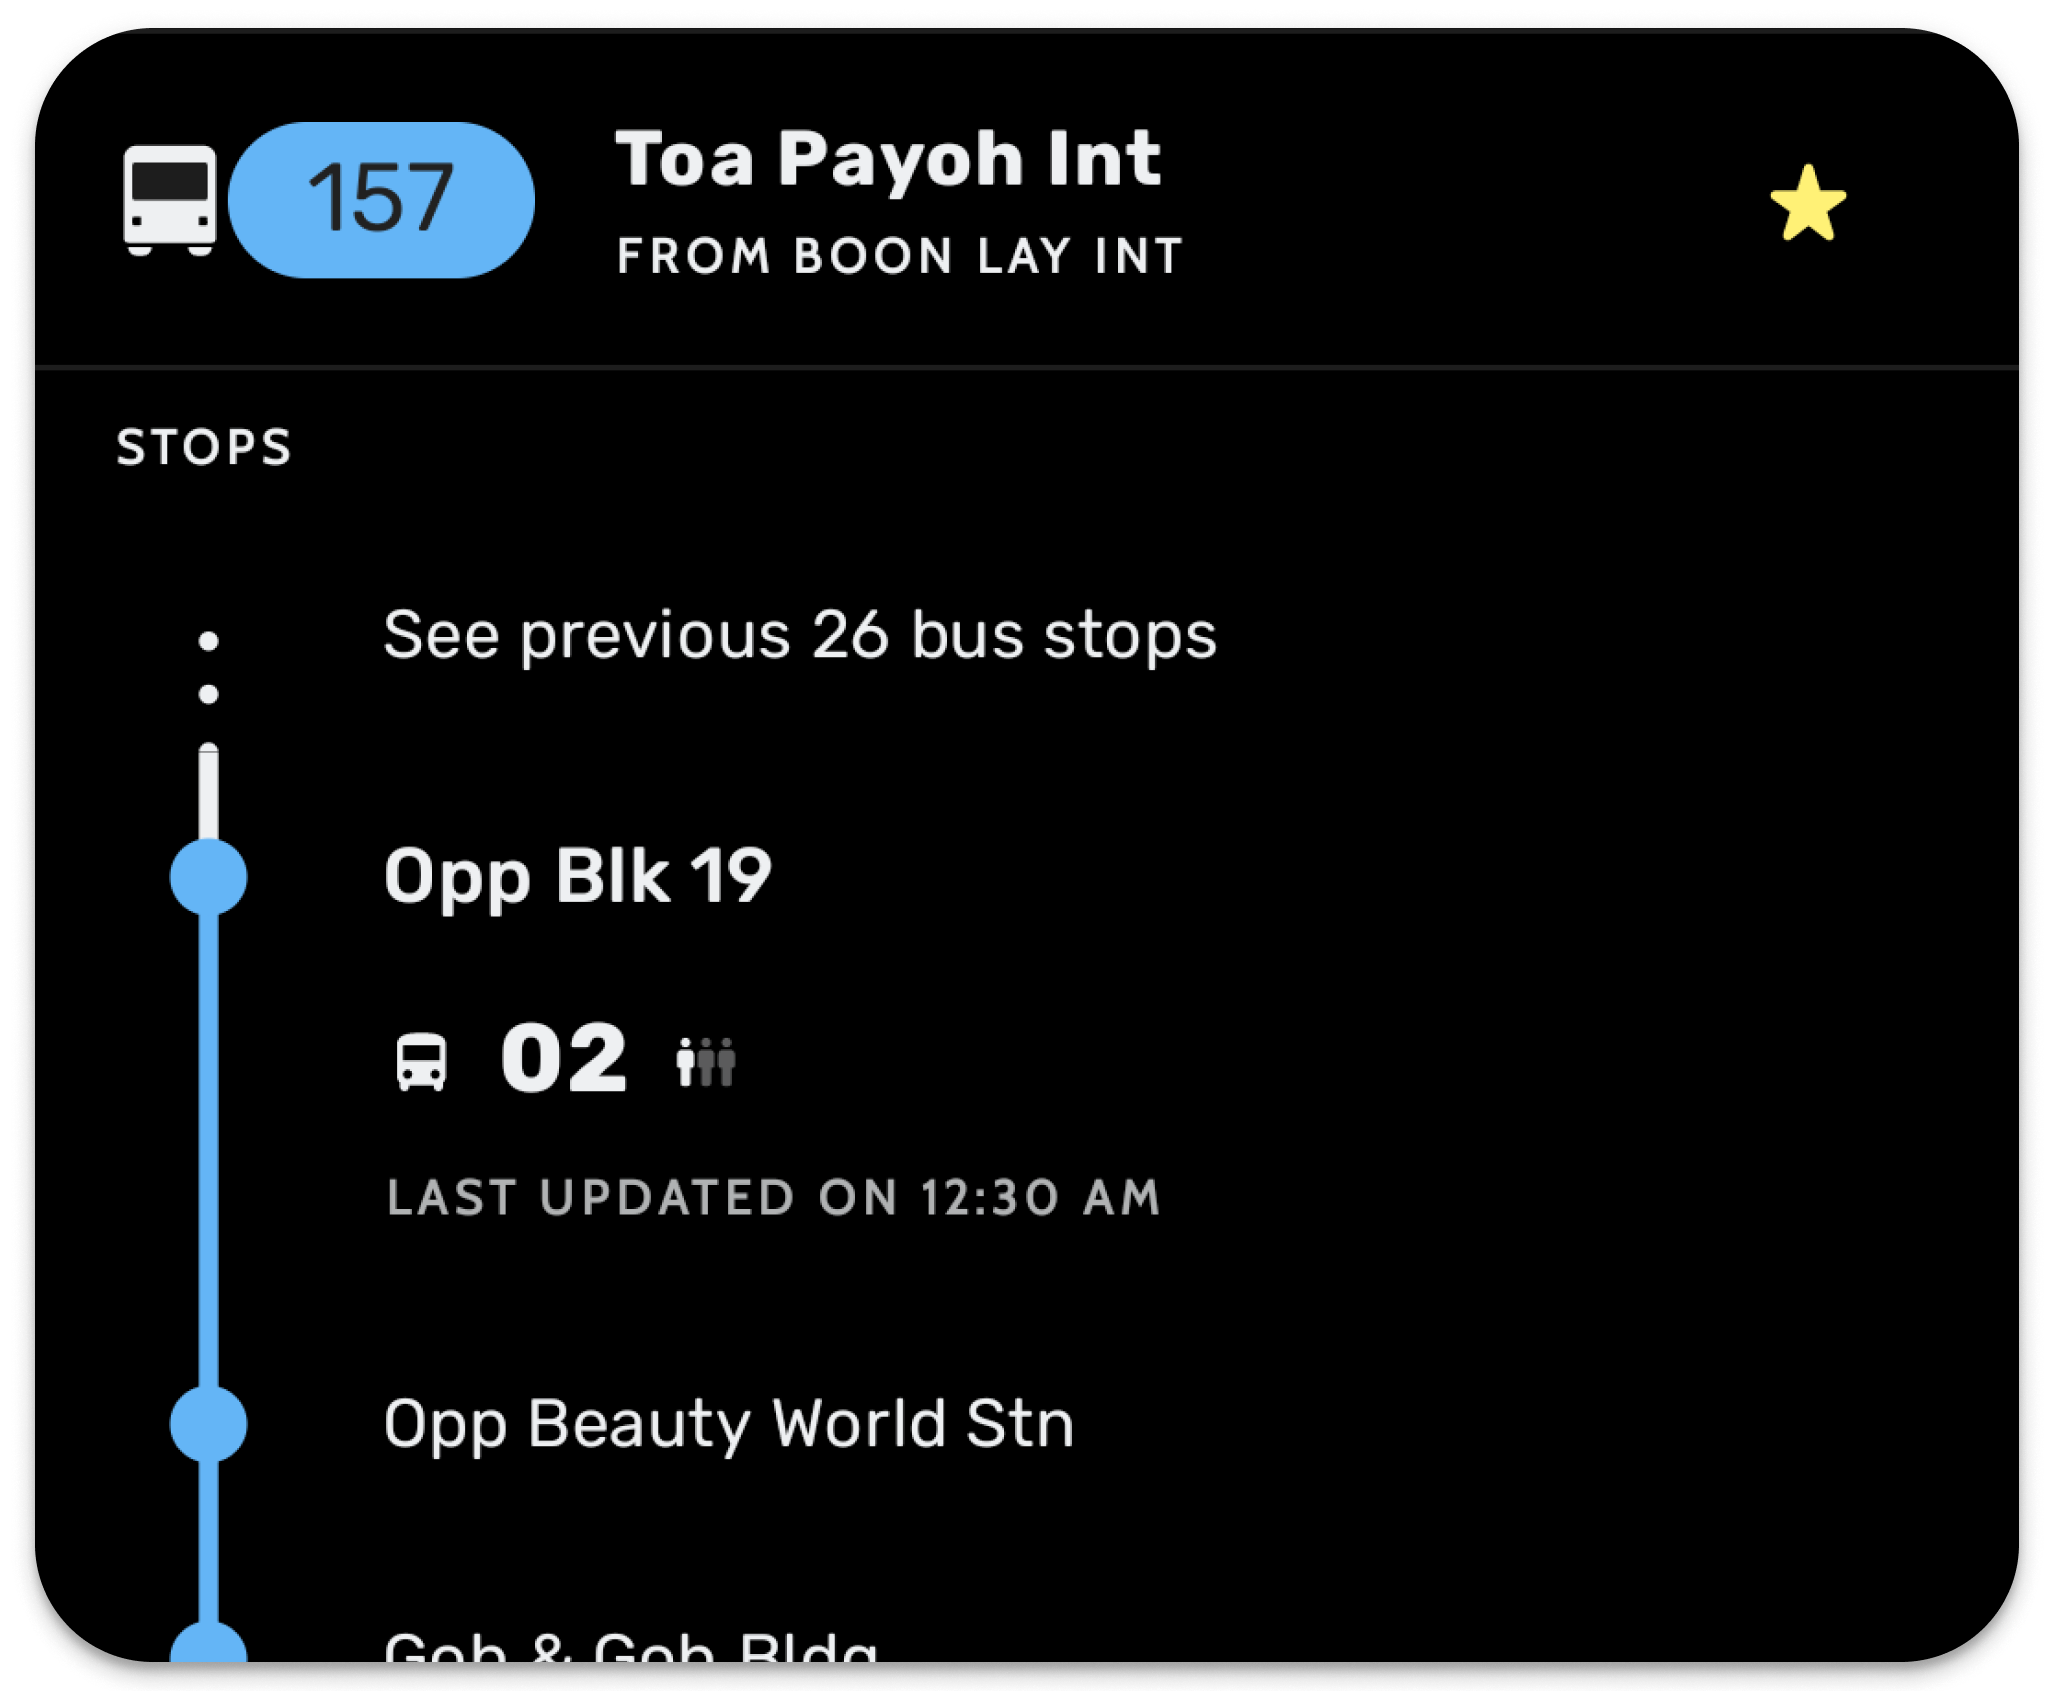 157
Toa Payoh Int
FROM BOON LAY INT
STOPS
See previous 26 bus stops
Opp Blk 19
02
LAST UPDATED ON 12:30 AM
Opp Beauty World Stn
Goh & Goh Bldg